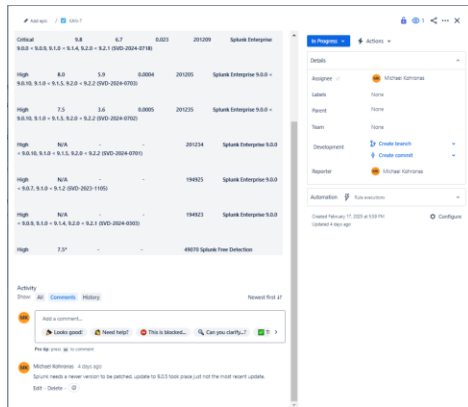 Add epic / 
1
Critical 9.8 6.7 0.023 201209 Splunk Enterprise
9.0.0 < 9.0.9, 9.1.0 < 9.1.4, 9.2.0 < 9.2.1 (SVD-2024-0718)
High 8.0 5.9 0.0004 201205 Splunk Enterprise 9.0.0 <
9.0.10, 9.1.0 < 9.1.5, 9.2.0 < 9.2.2 (SVD-2024-0703)
High 7.5 3.6 0.0005 201235 Splunk Enterprise 9.0.0 <
9.0.10, 9.1.0 < 9.1.5, 9.2.0 < 9.2.2 (SVD-2024-0702)
High N/A - - 201234 Splunk Enterprise 9.0.0
< 9.0.10, 9.1.0 < 9.1.5, 9.2.0 < 9.2.2 (SVD-2024-0701)
High N/A - - 194925 Splunk Enterprise 9.0.0
< 9.0.7, 9.1.0 < 9.1.2 (SVD-2023-1105)
High N/A - - 194923 Splunk Enterprise 9.0.0
< 9.0.9, 9.1.0 < 9.1.4, 9.2.0 < 9.2.1 (SVD-2024-0303)
High 7.5* - - 49070 Splunk Free Detection
Activity
Show: All Comments History Newest first
MK
Add a comment...
Looks good! Need help? This is blocked... Can you clarify...?
Pro tip: press M to comment
MK Michael Kohronas 4 days ago
Splunk needs a newer version to be patched. update to 9.0.5 took place just not the most recent update.
Edit · Delete ·
In Progress Actions
Details
Assignee MK Michael Kohronas
Labels None
Parent None
Team None
Development Create branch
Create commit
Reporter MK Michael Kohronas
Automation Rule executions
Created February 17, 2025 at 5:59 PM Configure
Updated 4 days ago